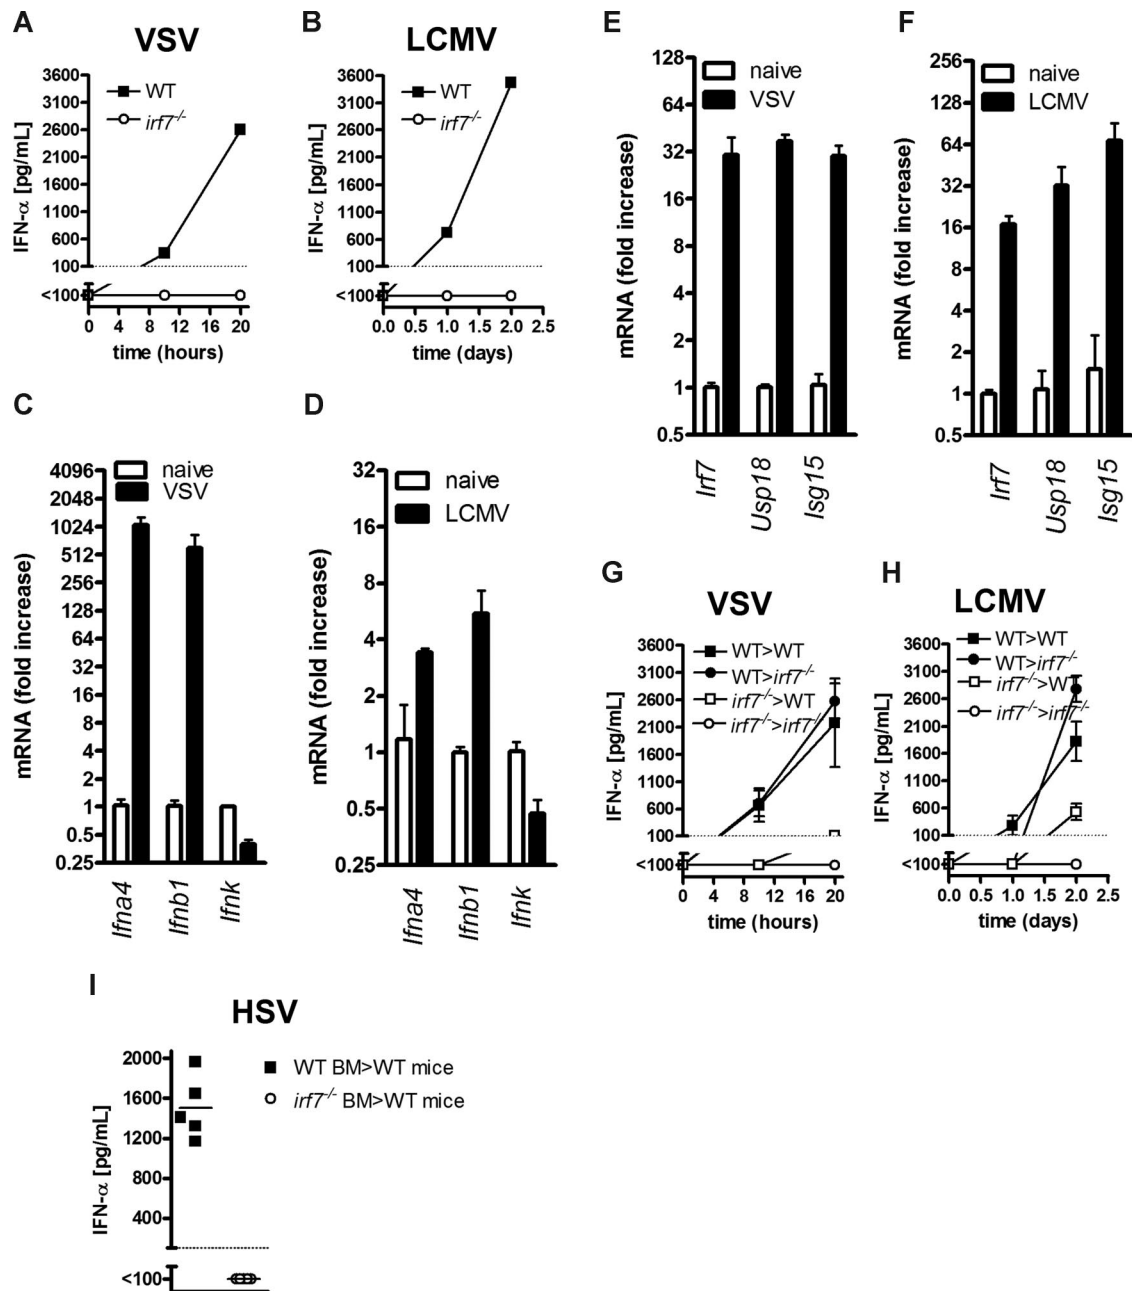 A
VSV
3600
3100
2600
2100
1600
1100
600
100
<100
IFN-α [pg/mL]
WT
irf7-/-
0 4 8 12 16 20
time (hours)
B
LCMV
3600
3100
2600
2100
1600
1100
600
100
<100
IFN-α [pg/mL]
WT
irf7-/-
0.0 0.5 1.0 1.5 2.0 2.5
time (days)
C
4096
2048
1024
512
256
128
64
32
16
8
4
2
1
0.5
0.25
mRNA (fold increase)
naive
VSV
Ifna4 Ifnb1 Ifnk
D
32
16
8
4
2
1
0.5
0.25
mRNA (fold increase)
naive
LCMV
Ifna4 Ifnb1 Ifnk
E
128
64
32
16
8
4
2
1
0.5
mRNA (fold increase)
naive
VSV
Irf7 Usp18 Isg15
F
256
128
64
32
16
8
4
2
1
0.5
mRNA (fold increase)
naive
LCMV
Irf7 Usp18 Isg15
G
VSV
3600
3100
2600
2100
1600
1100
600
100
<100
IFN-α [pg/mL]
WT>WT
WT>irf7-/-
irf7-/->WT
irf7-/->irf7-/-
0 4 8 12 16 20
time (hours)
H
LCMV
3600
3100
2600
2100
1600
1100
600
100
<100
IFN-α [pg/mL]
WT>WT
WT>irf7-/-
irf7-/->WT
irf7-/->irf7-/-
0.0 0.5 1.0 1.5 2.0 2.5
time (days)
I
HSV
2000
1600
1200
800
400
<100
IFN-α [pg/mL]
WT BM>WT mice
irf7-/- BM>WT mice